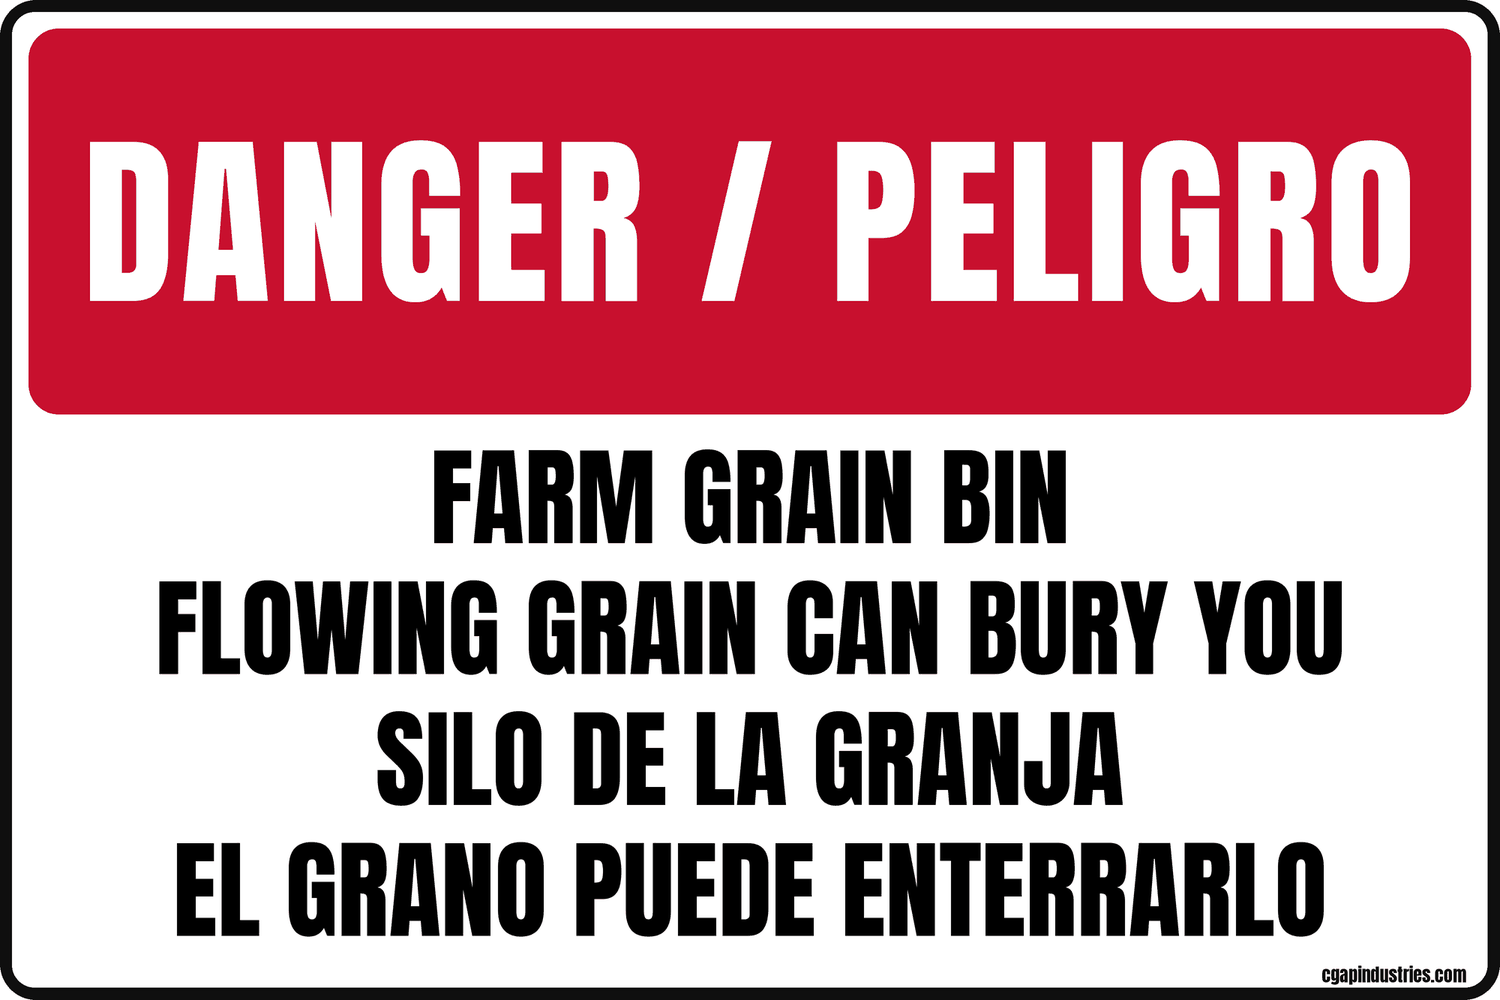 DANGER / PELIGRO
FARM GRAIN BIN
FLOWING GRAIN CAN BURY YOU
SILO DE LA GRANJA
EL GRANO PUEDE ENTERRARLO
cgapindustries.com